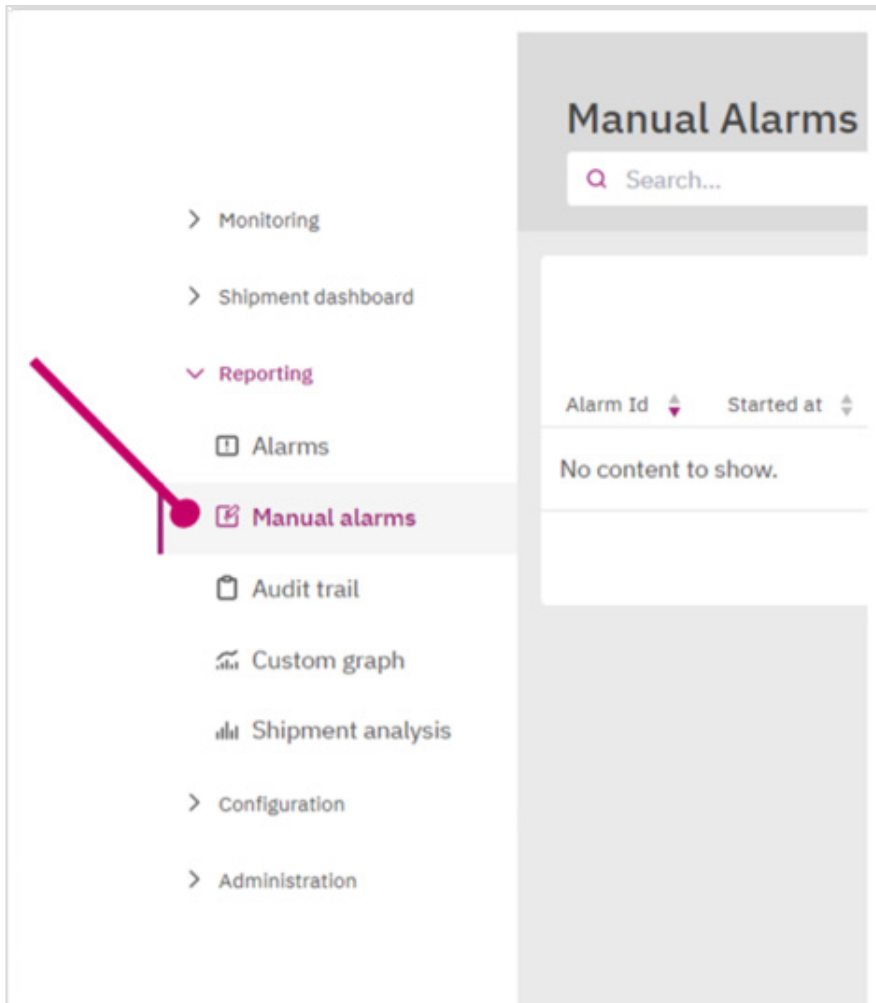 Monitoring
Shipment dashboard
Reporting
Alarms
Manual alarms
Audit trail
Custom graph
Shipment analysis
Configuration
Administration
Manual Alarms
Search...
Alarm Id Started at
No content to show.